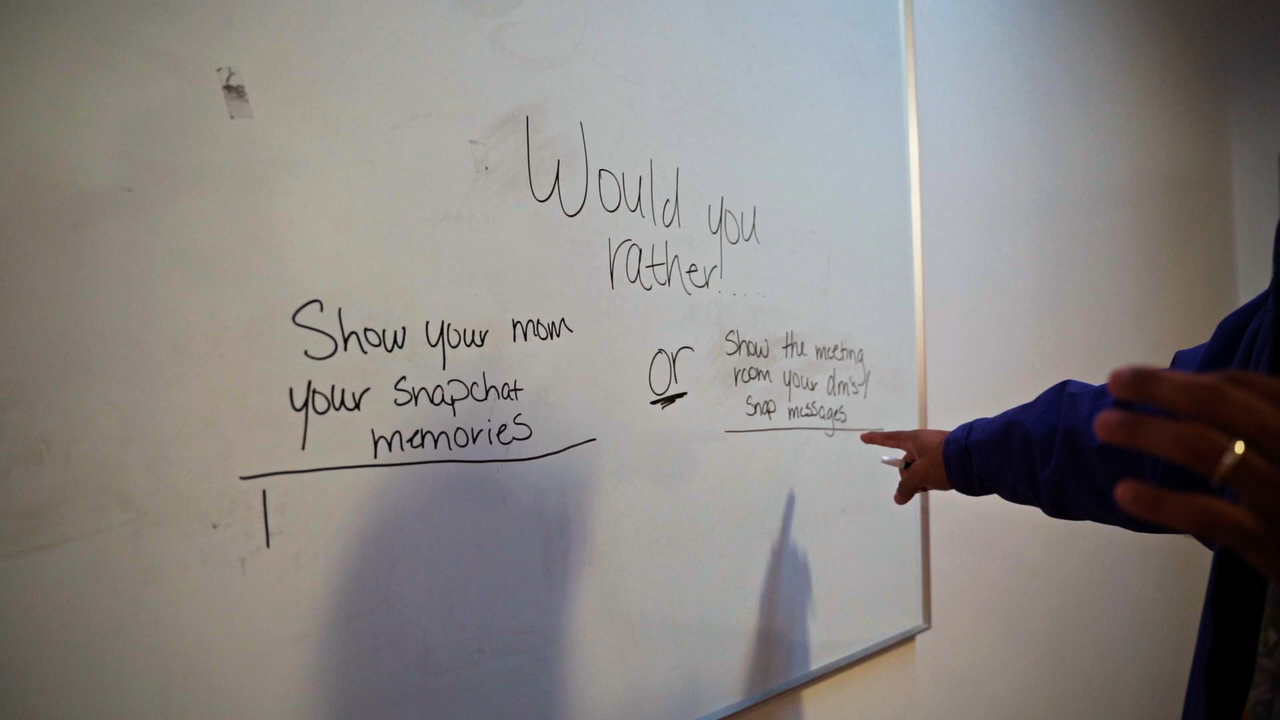 Would you
rather!.....
Show your mom
your snapchat
memories
or
Show the meeting
room your dm's/
Snap messages
|